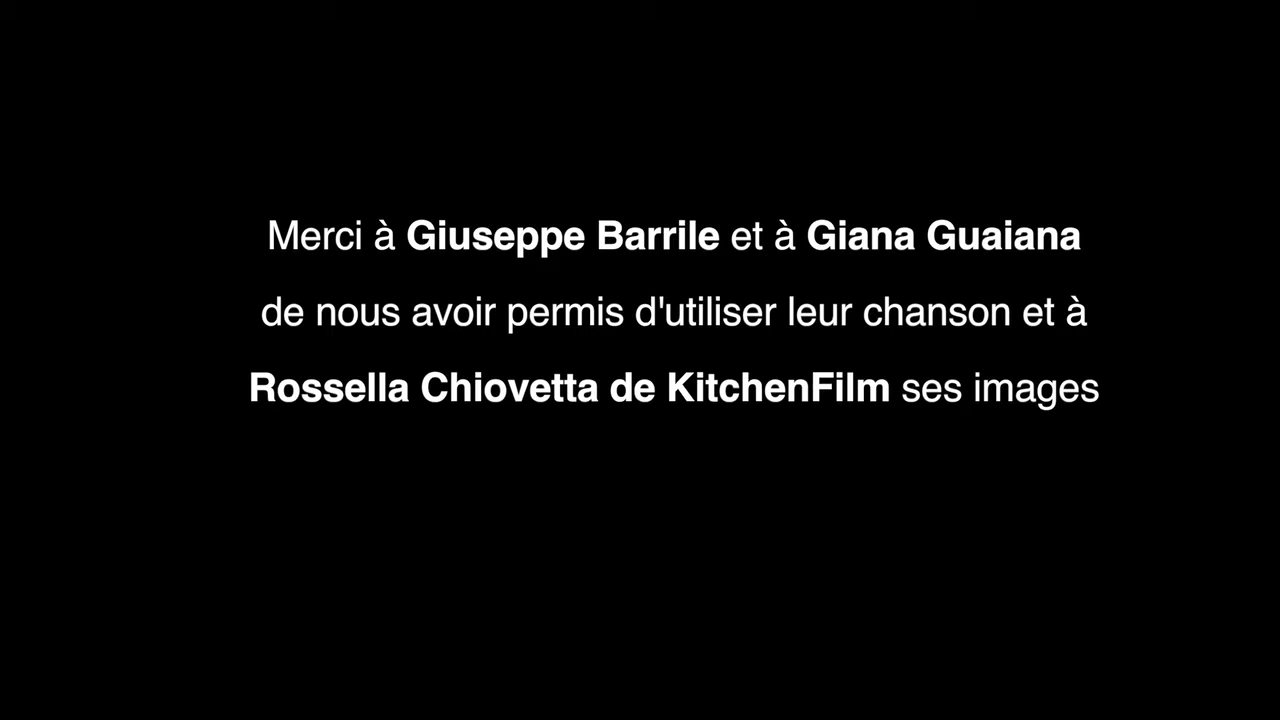 Merci à Giuseppe Barrile et à Giana Guaiana
de nous avoir permis d'utiliser leur chanson et à
Rossella Chiovetta de KitchenFilm ses images